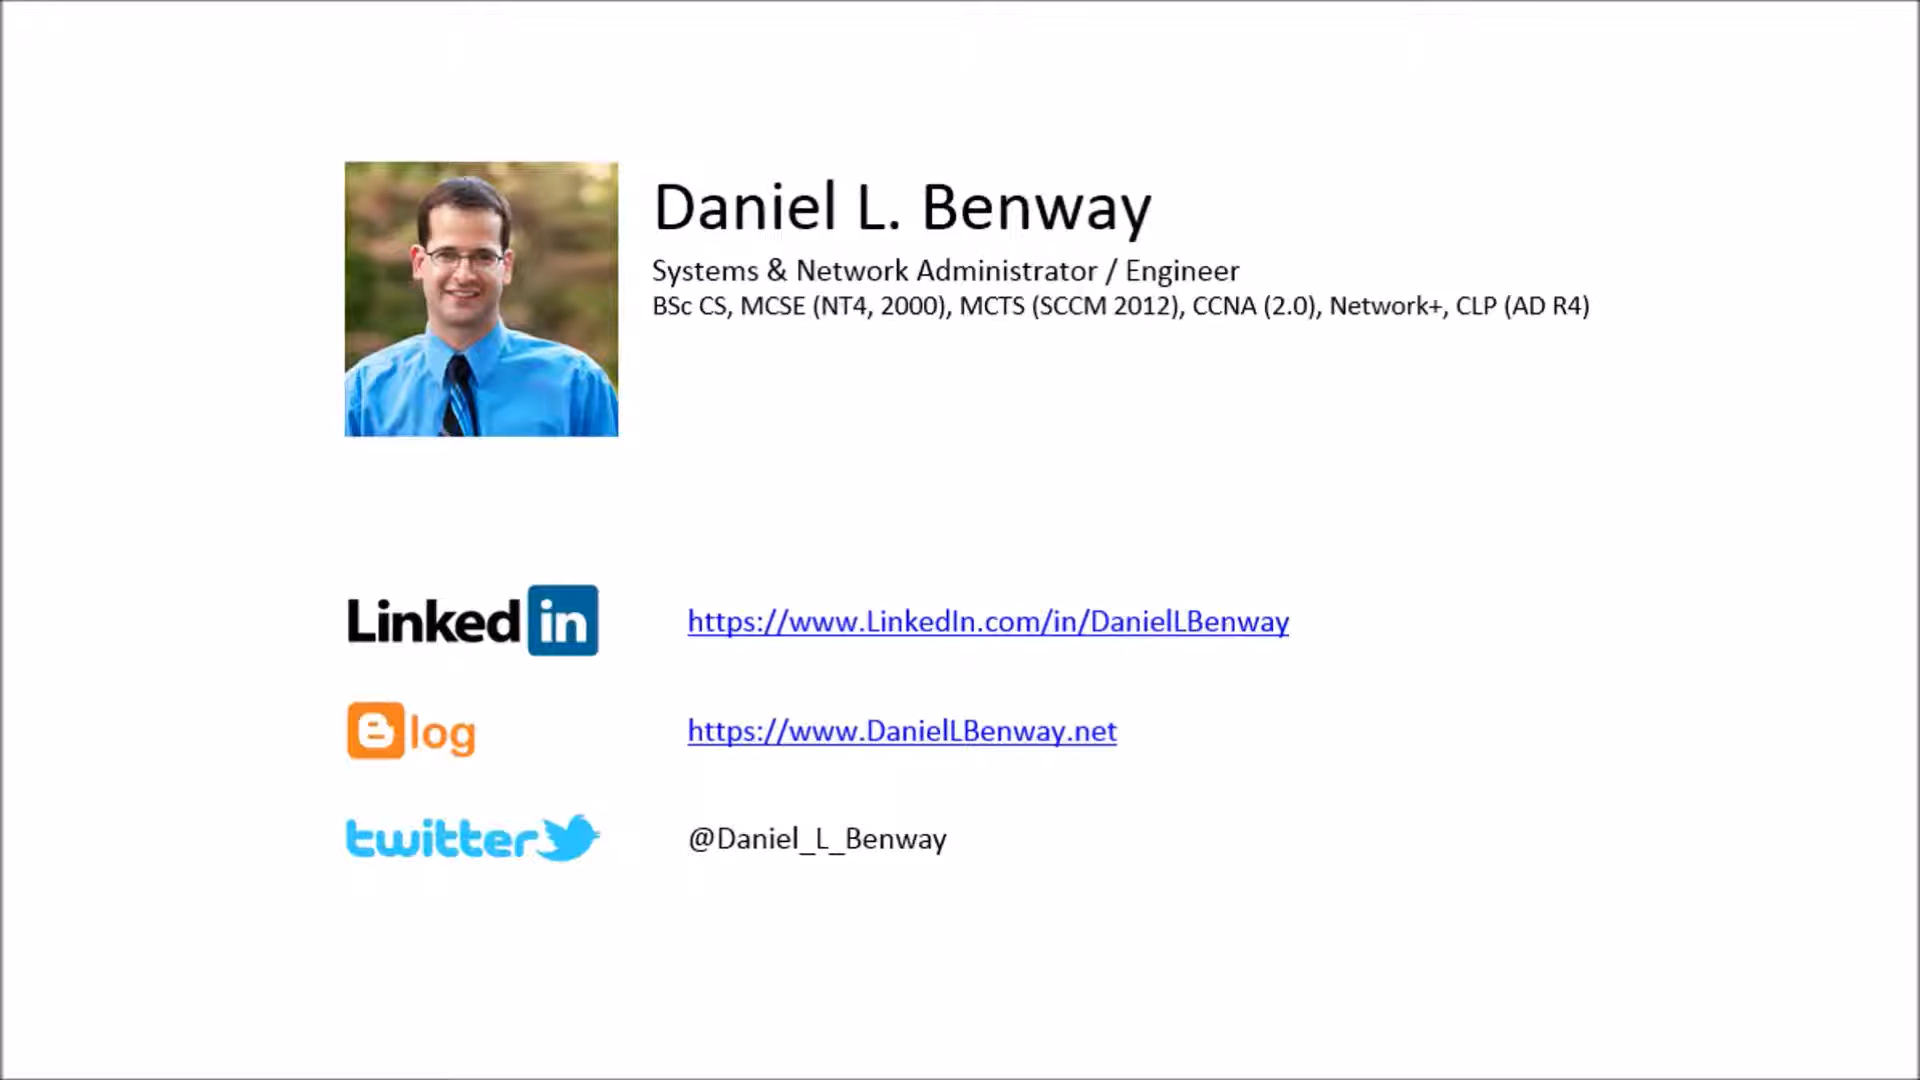 Daniel L. Benway
Systems & Network Administrator / Engineer
BSc CS, MCSE (NT4, 2000), MCTS (SCCM 2012), CCNA (2.0), Network+, CLP (AD R4)
Linked in https://www.LinkedIn.com/in/DanielLBenway
Blog https://www.DanielLBenway.net
twitter @Daniel_L_Benway